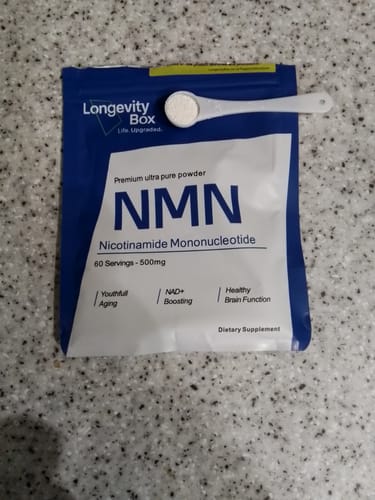 Longevity
Box
Life. Upgraded.
Premium ultra pure powder
NMN
Nicotinamide Mononucleotide
60 Servings - 500mg
Youthfull
Aging
NAD+
Boosting
Healthy
Brain Function
Dietary Supplement